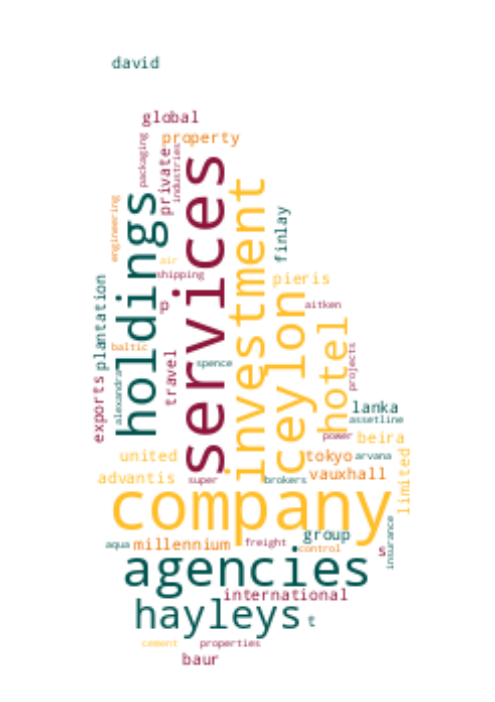 david
global
property
packaging
industries
private
services
holdings
investment
engineering
finlay
air
shipping
pieris
plantation
p
aitken
ceylon
hotel
baltic
travel
spence
projects
alexandra
exports
lanka
assetline
power
beira
united
tokyo
arvana
advantis
super
brokers
vauxhall
limited
company
insurance
group
aqua
millennium
freight
control
s
agencies
international
hayleys
t
cement
properties
baur